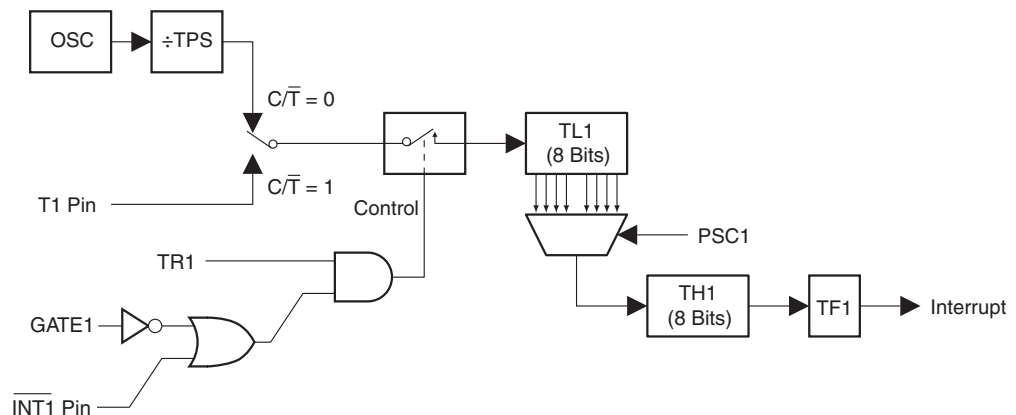 OSC
÷TPS
C/T̅ = 0
TL1
(8 Bits)
C/T̅ = 1
T1 Pin
Control
PSC1
TR1
TH1
(8 Bits)
TF1
Interrupt
GATE1
I̅N̅T̅1̅ Pin